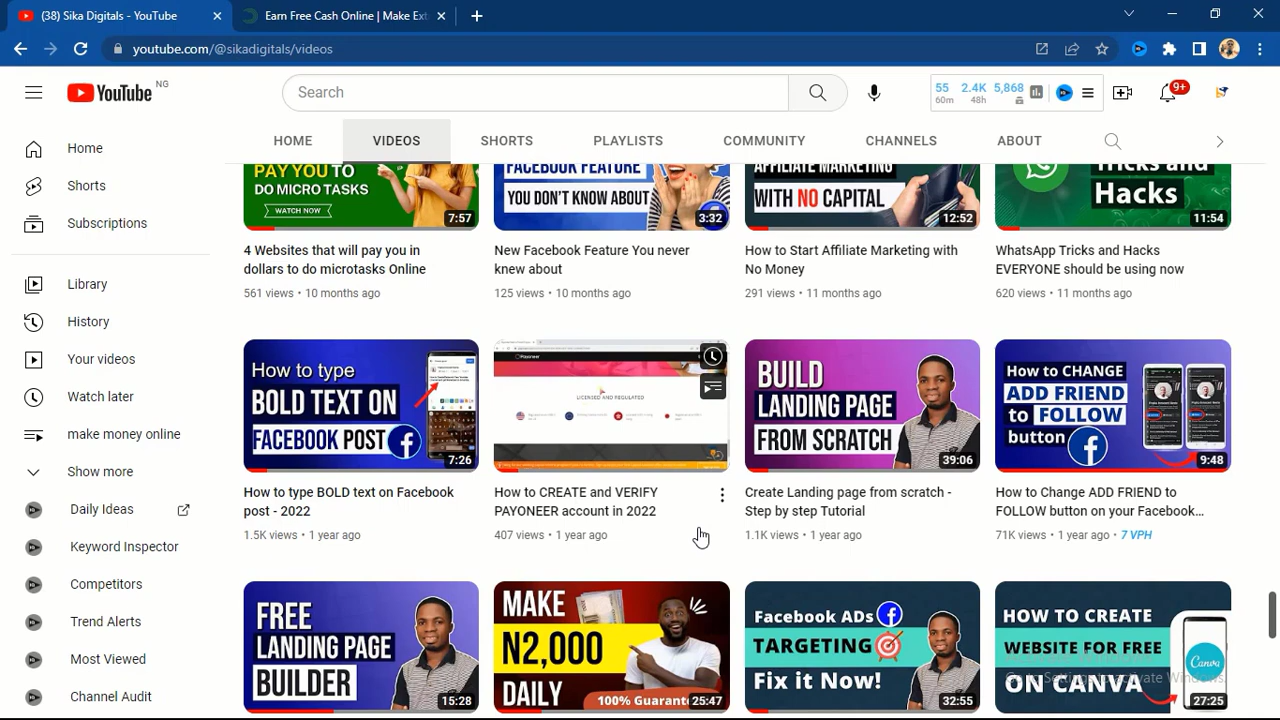 (38) Sika Digitals - YouTube
Earn Free Cash Online | Make Ext
youtube.com/@sikadigitals/videos
YouTube NG
Search
55 2.4K 5,868
60m 48h
9+
HOME VIDEOS SHORTS PLAYLISTS COMMUNITY CHANNELS ABOUT
Home
Shorts
Subscriptions
Library
History
Your videos
Watch later
make money online
Show more
Daily Ideas
Keyword Inspector
Competitors
Trend Alerts
Most Viewed
Channel Audit
PAY YOU TO
DO MICRO TASKS
WATCH NOW
7:57
4 Websites that will pay you in
dollars to do microtasks Online
561 views • 10 months ago
FACEBOOK FEATURE
YOU DON'T KNOW ABOUT
3:32
New Facebook Feature You never
knew about
125 views • 10 months ago
AFFILIATE MARKETING
WITH NO CAPITAL
12:52
How to Start Affiliate Marketing with
No Money
291 views • 11 months ago
Tricks and
Hacks
11:54
WhatsApp Tricks and Hacks
EVERYONE should be using now
620 views • 11 months ago
How to type
BOLD TEXT ON
FACEBOOK POST
7:26
How to type BOLD text on Facebook
post - 2022
1.5K views • 1 year ago
LICENSED AND REGULATED
How to CREATE and VERIFY
PAYONEER account in 2022
407 views • 1 year ago
BUILD
LANDING PAGE
FROM SCRATCH
39:06
Create Landing page from scratch -
Step by step Tutorial
1.1K views • 1 year ago
How to CHANGE
ADD FRIEND
to FOLLOW
button
9:48
How to Change ADD FRIEND to
FOLLOW button on your Facebook...
71K views • 1 year ago • 7 VPH
FREE
LANDING PAGE
BUILDER
15:28
MAKE
N2,000
DAILY
100% Guarant
25:47
Facebook ADs
TARGETING
Fix it Now!
32:55
HOW TO CREATE
WEBSITE FOR FREE
ON CANVA
Canva
27:25